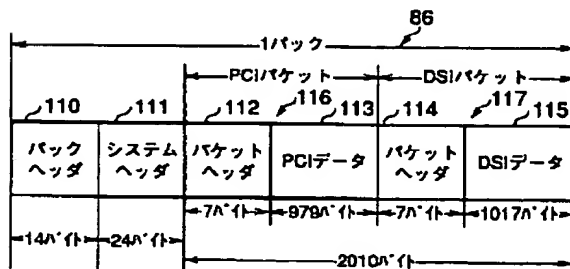 86
1パック
PCIパケット
DSIパケット
110
111
112
116
113
114
117
115
パック
ヘッダ
システム
ヘッダ
パケット
ヘッダ
PCIデータ
パケット
ヘッダ
DSIデータ
7バイト
979バイト
7バイト
1017バイト
14バイト
24バイト
2010バイト